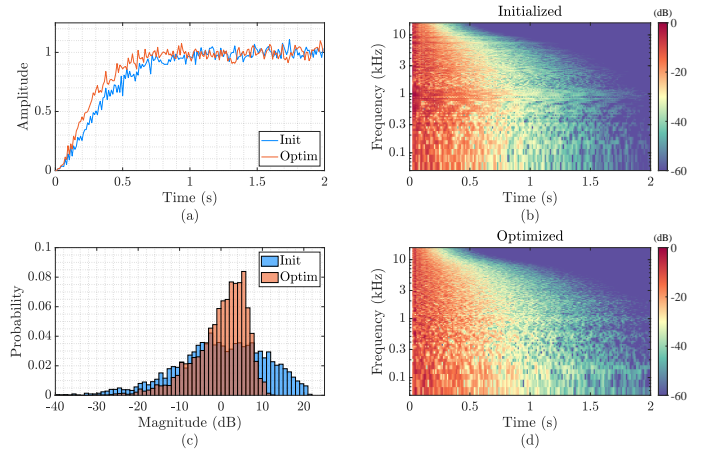 1
0.5
0
Amplitude
Init
Optim
0 0.5 1 1.5 2
Time (s)
(a)
Initialized
(dB)
10
3
1
0.3
0.1
Frequency (kHz)
0
-20
-40
-60
0 0.5 1 1.5 2
Time (s)
(b)
0.1
0.08
0.06
0.04
0.02
0
Probability
Init
Optim
-40 -30 -20 -10 0 10 20
Magnitude (dB)
(c)
Optimized
(dB)
10
3
1
0.3
0.1
Frequency (kHz)
0
-20
-40
-60
0 0.5 1 1.5 2
Time (s)
(d)